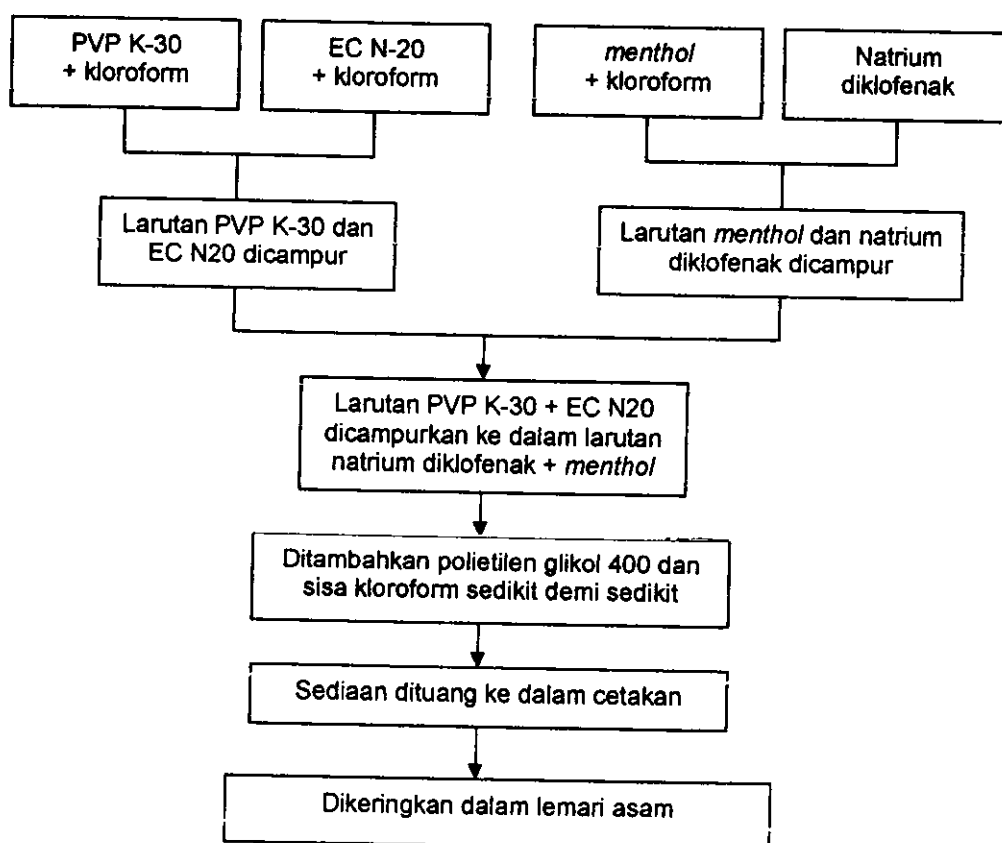 PVP K-30
+ kloroform
EC N-20
+ kloroform
menthol
+ kloroform
Natrium
diklofenak
Larutan PVP K-30 dan
EC N20 dicampur
Larutan menthol dan natrium
diklofenak dicampur
Larutan PVP K-30 + EC N20
dicampurkan ke dalam larutan
natrium diklofenak + menthol
Ditambahkan polietilen glikol 400 dan
sisa kloroform sedikit demi sedikit
Sediaan dituang ke dalam cetakan
Dikeringkan dalam lemari asam